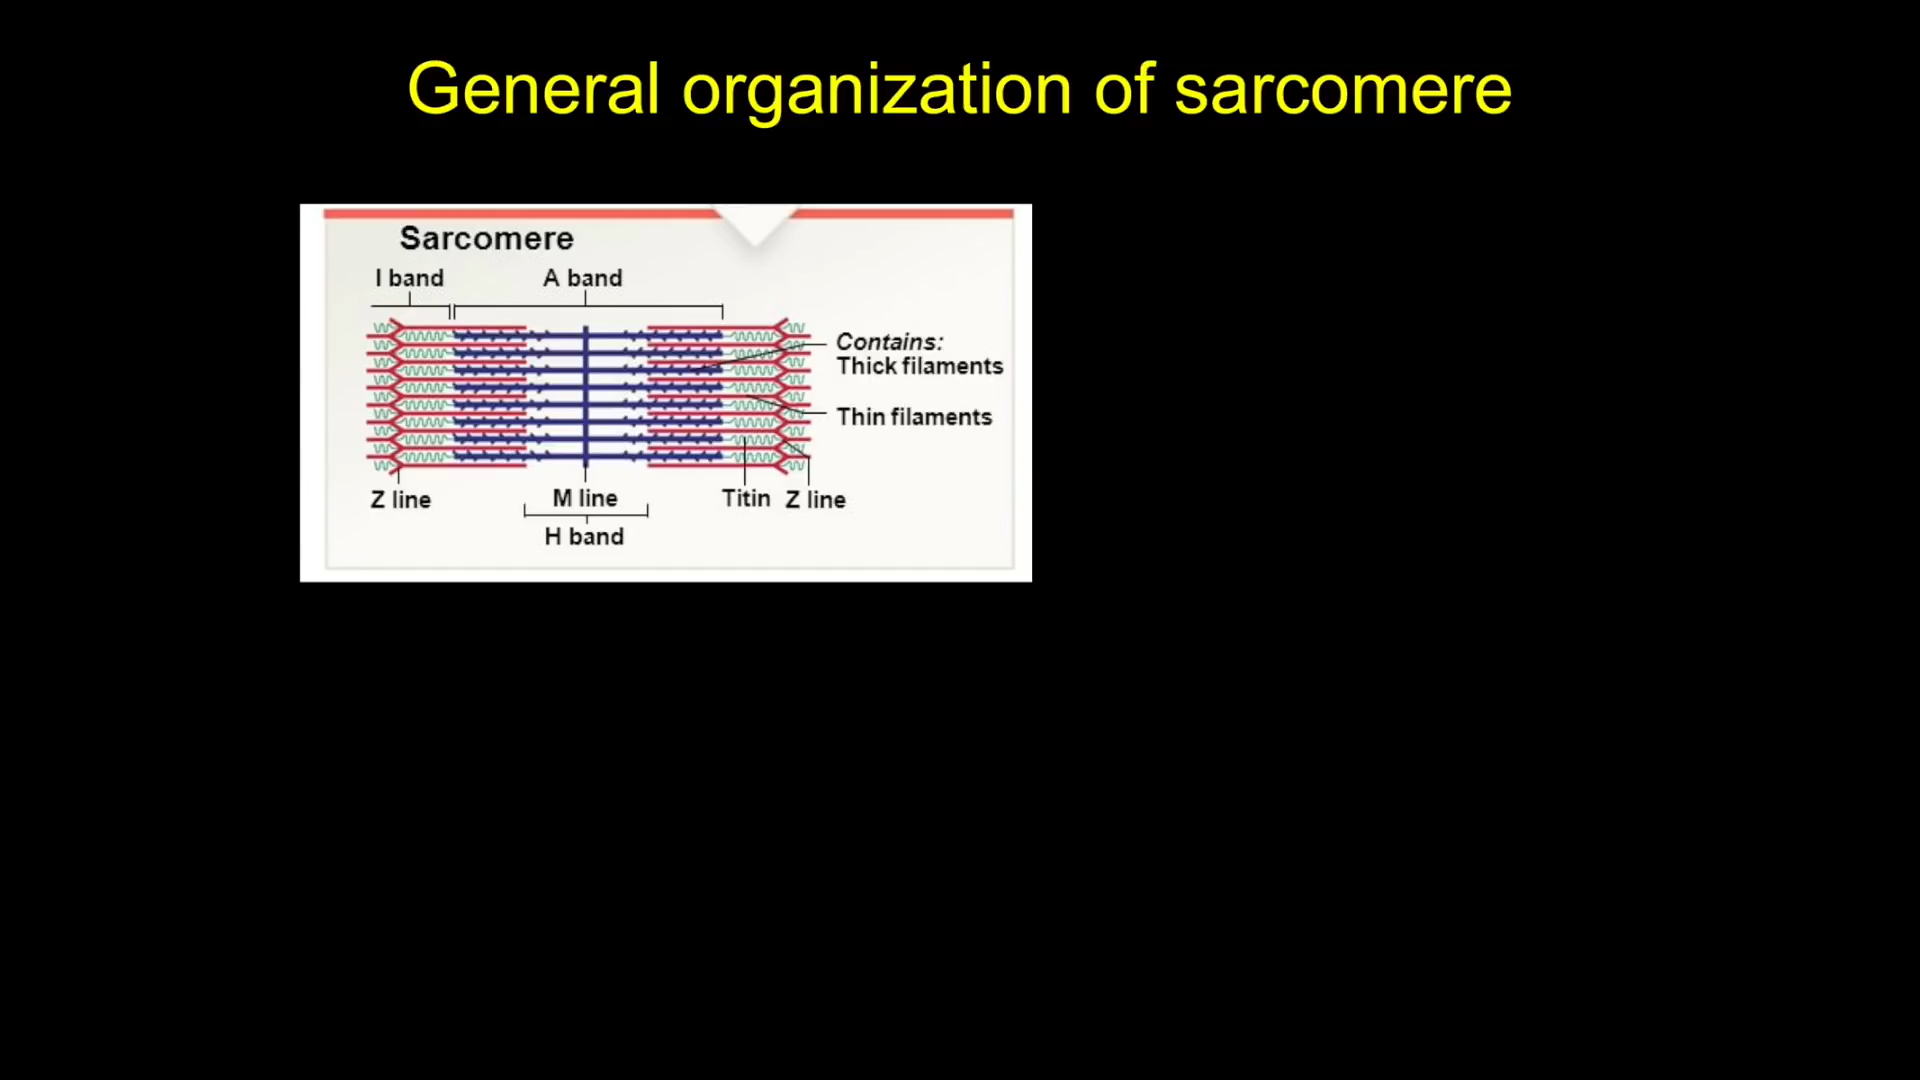 General organization of sarcomere
Sarcomere
I band
A band
Contains:
Thick filaments
Thin filaments
Z line
M line
Titin
Z line
H band